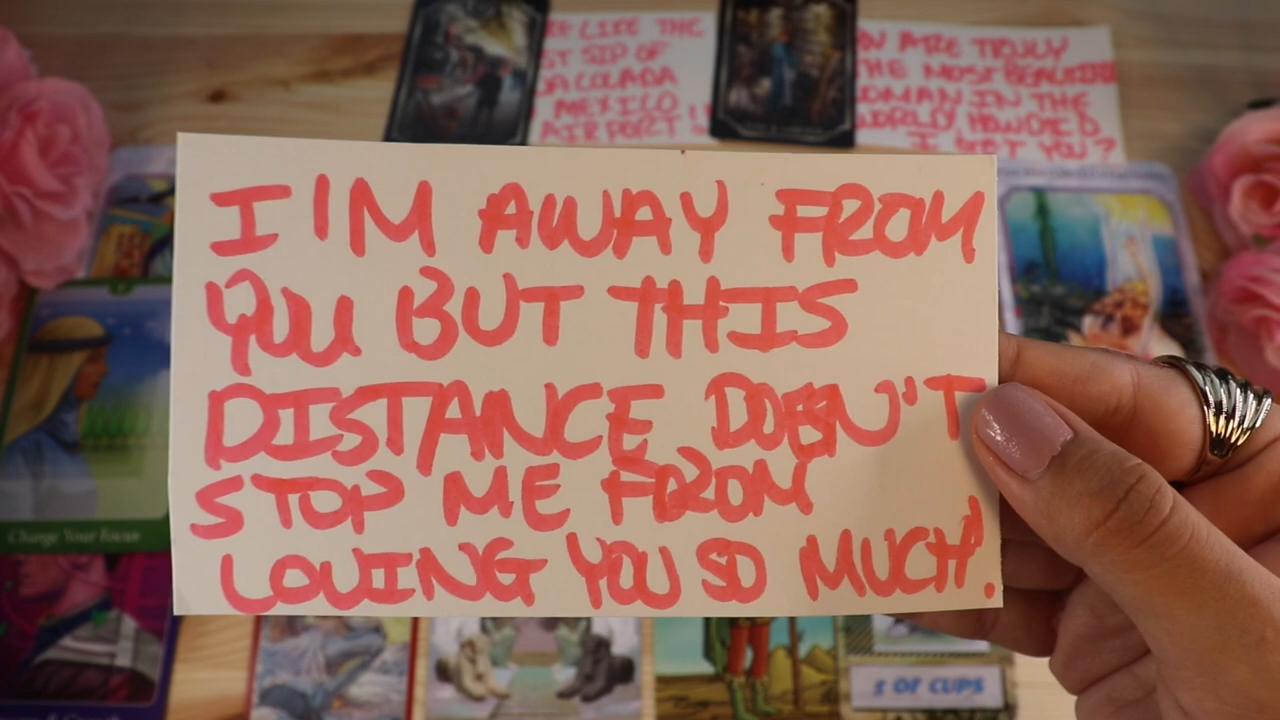 LIKE THE
SIP OF
COLADA
MEXICO
AIRPORT!!
ARE TRULY
THE MOST BEAUTIFUL
WOMAN IN THE
WORLD, HOW DID
I GET YOU?
I'M AWAY FROM
YOU BUT THIS
DISTANCE DOESN'T
STOP ME FROM
LOVING YOU SO MUCH!
Change Your Focus
5 OF CUPS